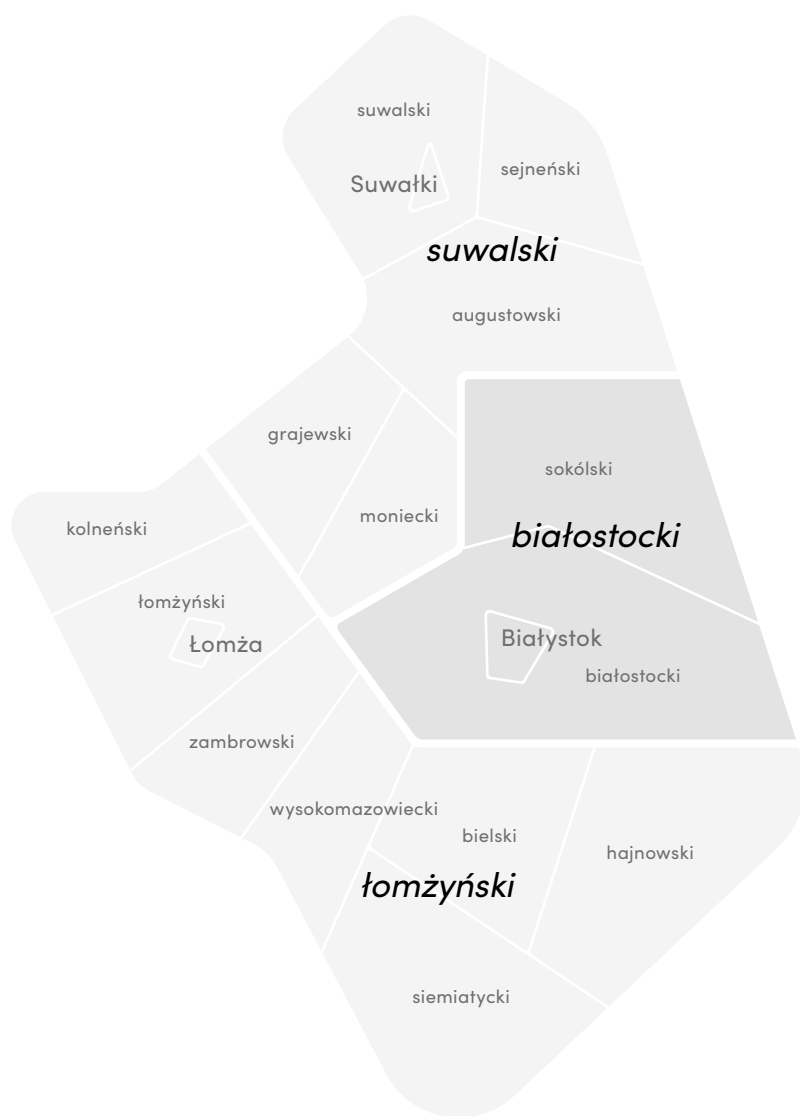 suwalski
sejneński
Suwałki
suwalski
augustowski
grajewski
sokólski
moniecki
kolneński
białostocki
łomżyński
Białystok
Łomża
białostocki
zambrowski
wysokomazowiecki
bielski
hajnowski
łomżyński
siemiatycki